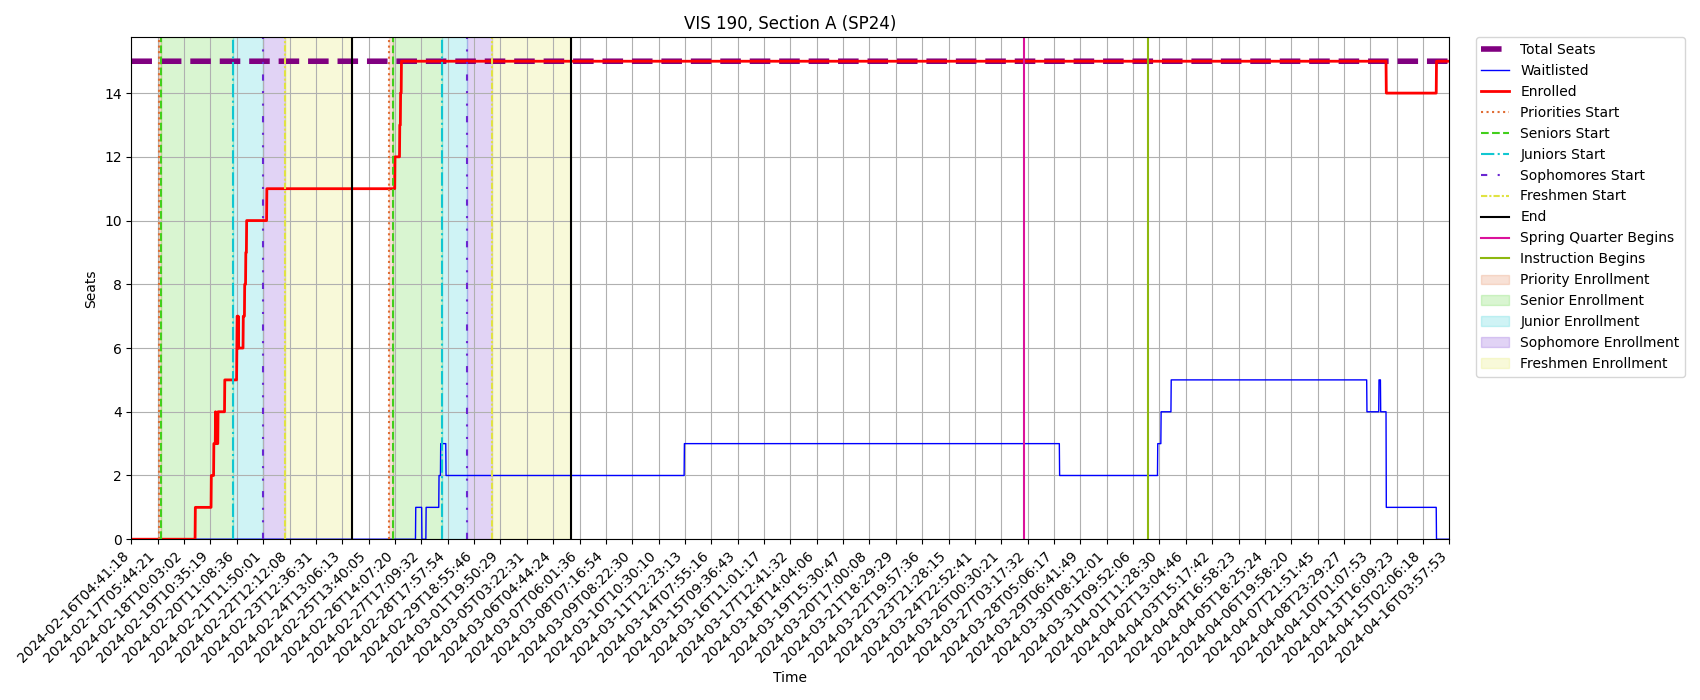 VIS 190, Section A (SP24)
Seats
14
12
10
8
6
4
2
0
2024-02-16T04:41:18
2024-02-17T05:44:21
2024-02-18T10:03:02
2024-02-19T10:35:19
2024-02-20T11:08:36
2024-02-21T11:50:01
2024-02-22T12:12:08
2024-02-23T12:36:31
2024-02-24T13:06:13
2024-02-25T13:40:05
2024-02-26T14:07:20
2024-02-27T17:09:32
2024-02-28T17:57:54
2024-02-29T18:55:46
2024-03-01T19:50:29
2024-03-05T03:22:31
2024-03-06T04:44:24
2024-03-07T06:01:36
2024-03-08T07:16:54
2024-03-09T08:22:30
2024-03-10T10:30:10
2024-03-11T12:23:13
2024-03-14T07:55:16
2024-03-15T09:36:43
2024-03-16T11:01:17
2024-03-17T12:41:32
2024-03-18T14:04:06
2024-03-19T15:30:47
2024-03-20T17:00:08
2024-03-21T18:29:29
2024-03-22T19:57:36
2024-03-23T21:28:15
2024-03-24T22:52:41
2024-03-26T00:30:21
2024-03-27T03:17:32
2024-03-28T05:06:17
2024-03-29T06:41:49
2024-03-30T08:12:01
2024-03-31T09:52:06
2024-04-01T11:28:30
2024-04-02T13:04:46
2024-04-03T15:17:42
2024-04-04T16:58:23
2024-04-05T18:25:24
2024-04-06T19:58:20
2024-04-07T21:51:45
2024-04-08T23:29:27
2024-04-10T01:07:53
2024-04-13T16:09:23
2024-04-15T02:06:18
2024-04-16T03:57:53
Time
Total Seats
Waitlisted
Enrolled
Priorities Start
Seniors Start
Juniors Start
Sophomores Start
Freshmen Start
End
Spring Quarter Begins
Instruction Begins
Priority Enrollment
Senior Enrollment
Junior Enrollment
Sophomore Enrollment
Freshmen Enrollment